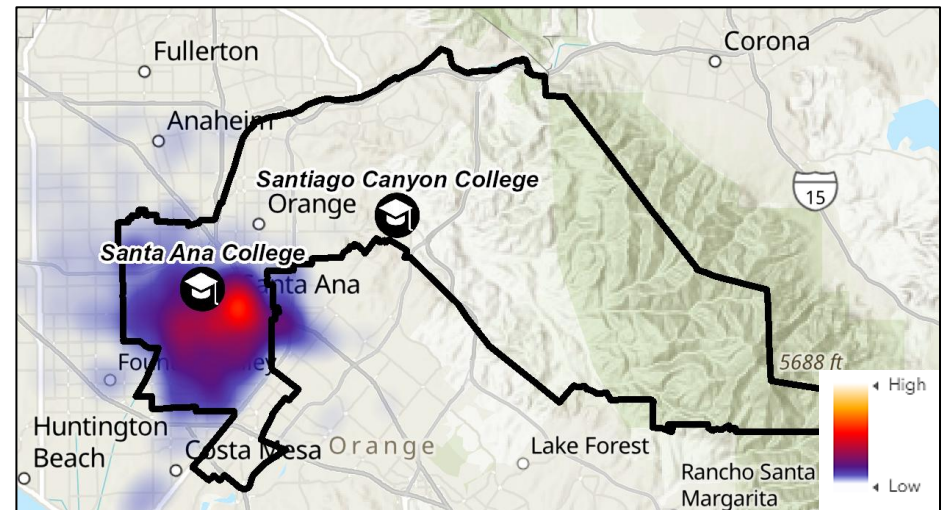 Fullerton
Corona
Anaheim
15
Santiago Canyon College
Orange
Santa Ana College
Santa Ana
Fountain Valley
5688 ft
High
Huntington
Beach
Costa Mesa
Orange
Lake Forest
Rancho Santa
Margarita
Low